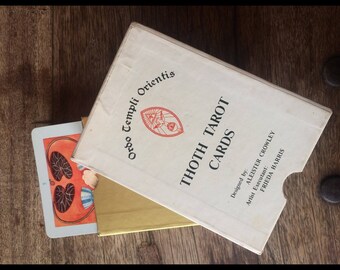 Ordo Templi Orientis
THOTH TAROT
CARDS
Designed by
ALEISTER CROWLEY
Artist Executant:
FRIEDA HARRIS